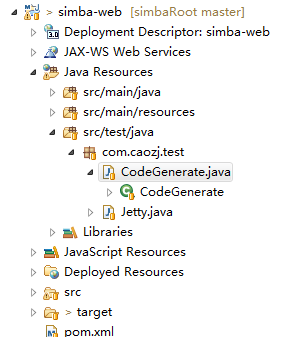 > simba-web [simbaRoot master]
Deployment Descriptor: simba-web
JAX-WS Web Services
Java Resources
src/main/java
src/main/resources
src/test/java
com.caozj.test
CodeGenerate.java
CodeGenerate
Jetty.java
Libraries
JavaScript Resources
Deployed Resources
src
> target
pom.xml